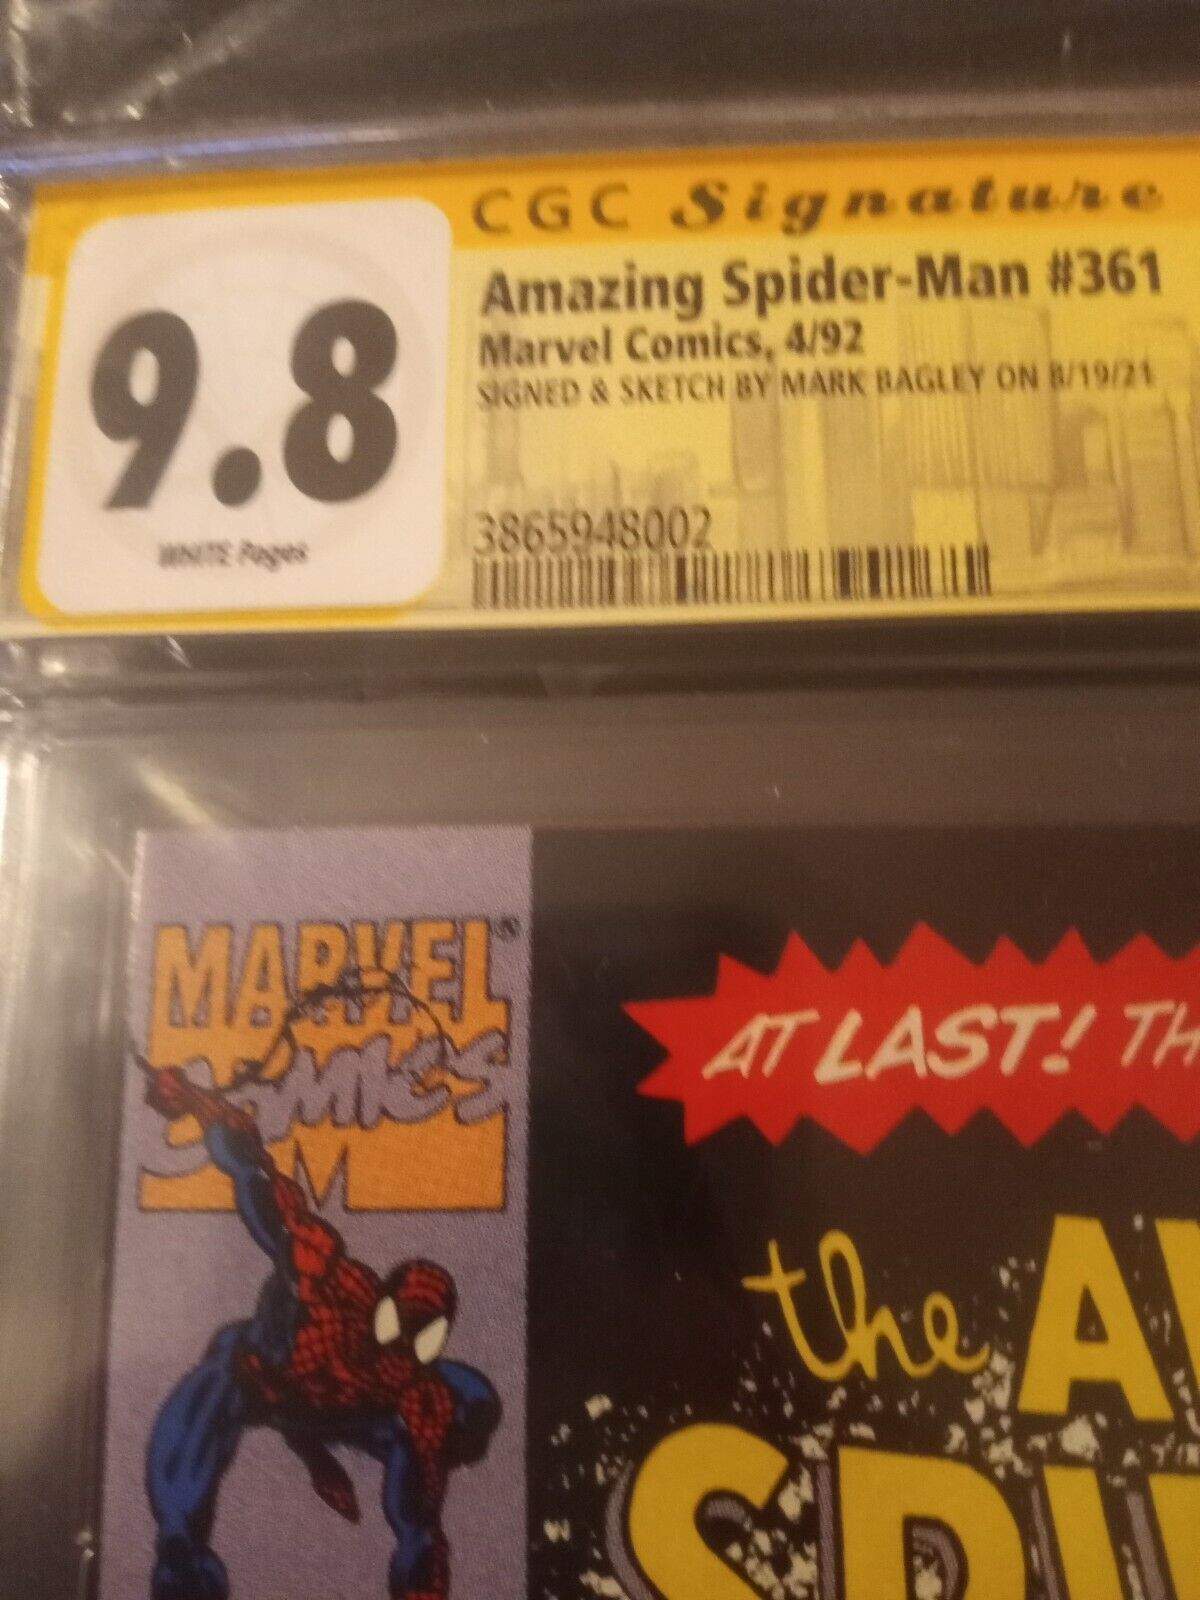 CGC Signature
9.8
WHITE Pages
Amazing Spider-Man #361
Marvel Comics, 4/92
SIGNED & SKETCH BY MARK BAGLEY ON 8/19/21
3865948002
MARVEL
COMICS
AT LAST! TH
the